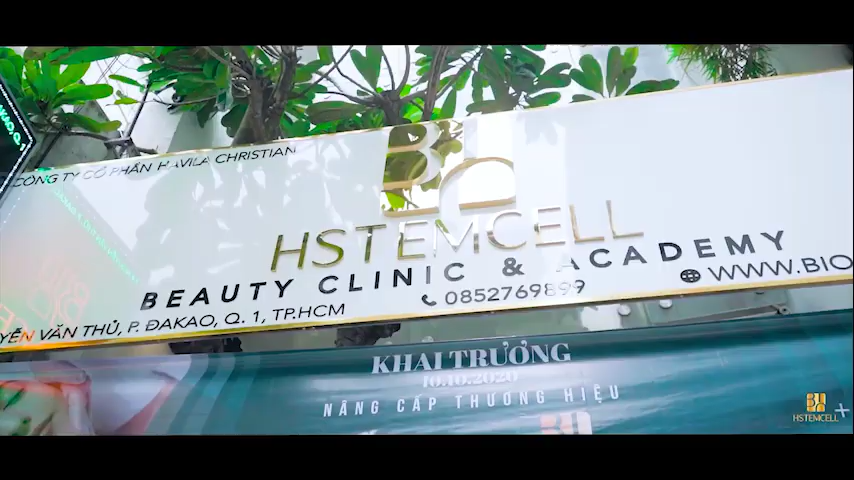 CÔNG TY CỔ PHẦN HAVILA CHRISTIAN
HSTEMCELL
BEAUTY CLINIC & ACADEMY
YỄN VĂN THỦ, P. ĐAKAO, Q. 1, TP.HCM
0852769899
WWW.BIO
KHAI TRƯƠNG
10.10.2020
NÂNG CẤP THƯƠNG HIỆU
HSTEMCELL